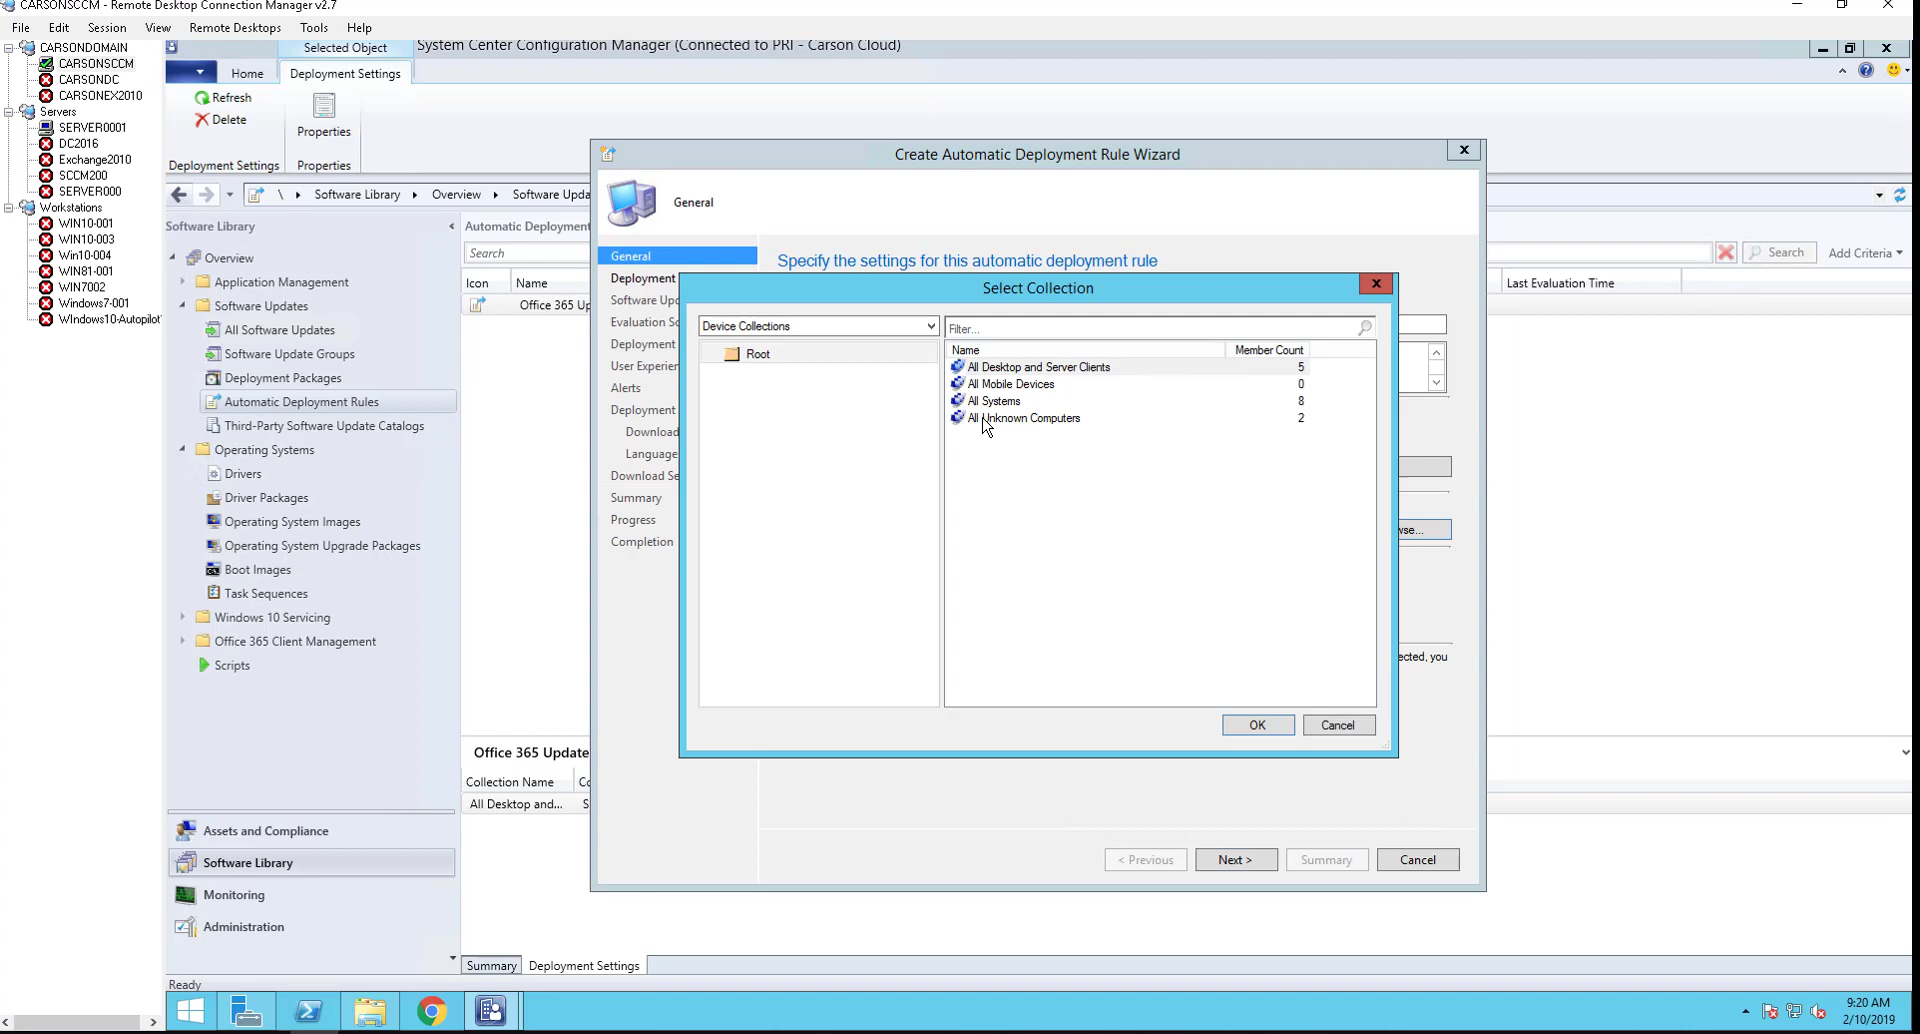 CARSONSCCM - Remote Desktop Connection Manager v2.7
File Edit Session View Remote Desktops Tools Help
CARSONDOMAIN
CARSONSCCM
CARSONDC
CARSONEX2010
Servers
SERVER0001
DC2016
Exchange2010
SCCM200
SERVER000
Workstations
WIN10-001
WIN10-003
Win10-004
WIN81-001
WIN7002
Windows7-001
WIndows10-Autopilot
Selected Object
System Center Configuration Manager (Connected to PRI - Carson Cloud)
Home
Deployment Settings
Refresh
Delete
Properties
Deployment Settings
Properties
\ Software Library Overview Software Upda
Software Library
Overview
Application Management
Software Updates
All Software Updates
Software Update Groups
Deployment Packages
Automatic Deployment Rules
Third-Party Software Update Catalogs
Operating Systems
Drivers
Driver Packages
Operating System Images
Operating System Upgrade Packages
Boot Images
Task Sequences
Windows 10 Servicing
Office 365 Client Management
Scripts
Assets and Compliance
Software Library
Monitoring
Administration
Automatic Deployment
Search
Search
Add Criteria
Icon Name
Last Evaluation Time
Office 365 Up
Office 365 Update
Collection Name Co
All Desktop and... S
Summary Deployment Settings
Create Automatic Deployment Rule Wizard
General
General
Deployment
Software Upd
Evaluation Sc
Deployment
User Experien
Alerts
Deployment
Download
Language
Download Se
Summary
Progress
Completion
Specify the settings for this automatic deployment rule
wse...
ected, you
< Previous Next > Summary Cancel
Select Collection
Device Collections
Filter...
Root
Name Member Count
All Desktop and Server Clients 5
All Mobile Devices 0
All Systems 8
All Unknown Computers 2
OK Cancel
Ready
9:20 AM
2/10/2019